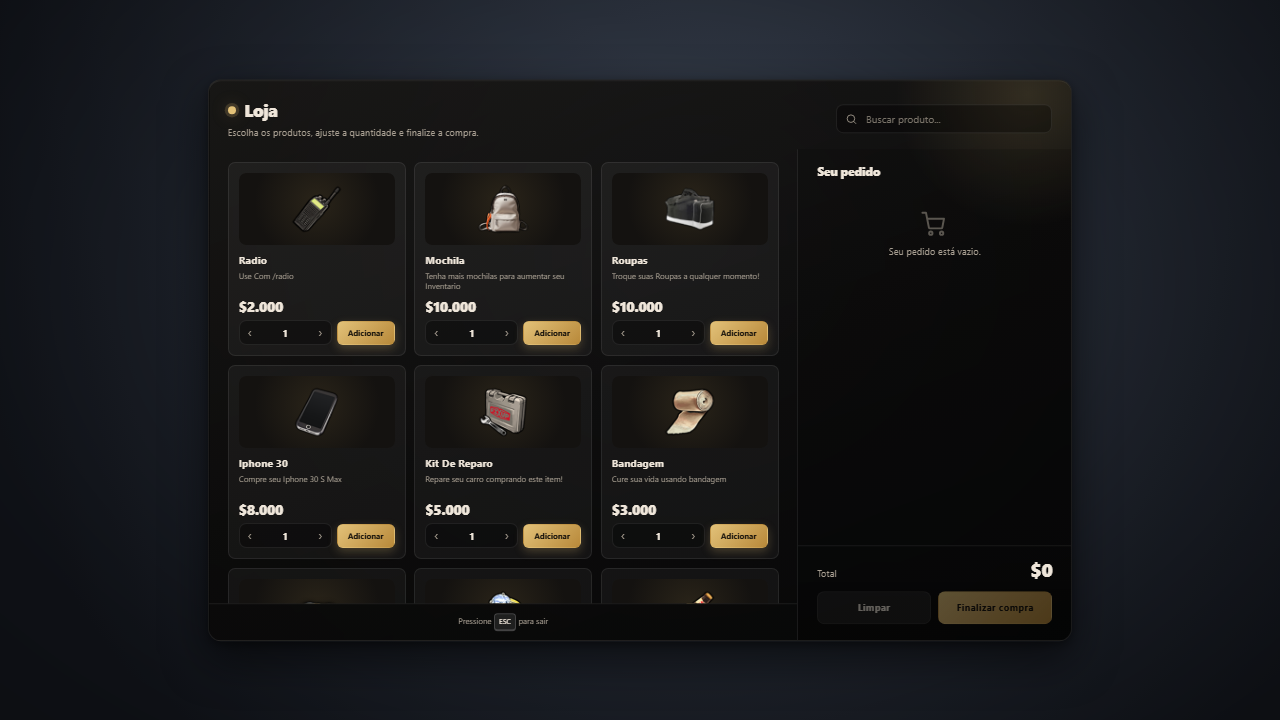 Loja
Escolha os produtos, ajuste a quantidade e finalize a compra.
Buscar produto...
Radio
Use Com /radio
$2.000
‹ 1 › Adicionar
Mochila
Tenha mais mochilas para aumentar seu
Inventario
$10.000
‹ 1 › Adicionar
Roupas
Troque suas Roupas a qualquer momento!
$10.000
‹ 1 › Adicionar
Iphone 30
Compre seu Iphone 30 S Max
$8.000
‹ 1 › Adicionar
Kit De Reparo
Repare seu carro comprando este item!
$5.000
‹ 1 › Adicionar
Bandagem
Cure sua vida usando bandagem
$3.000
‹ 1 › Adicionar
Pressione ESC para sair
Seu pedido
Seu pedido está vazio.
Total $0
Limpar Finalizar compra